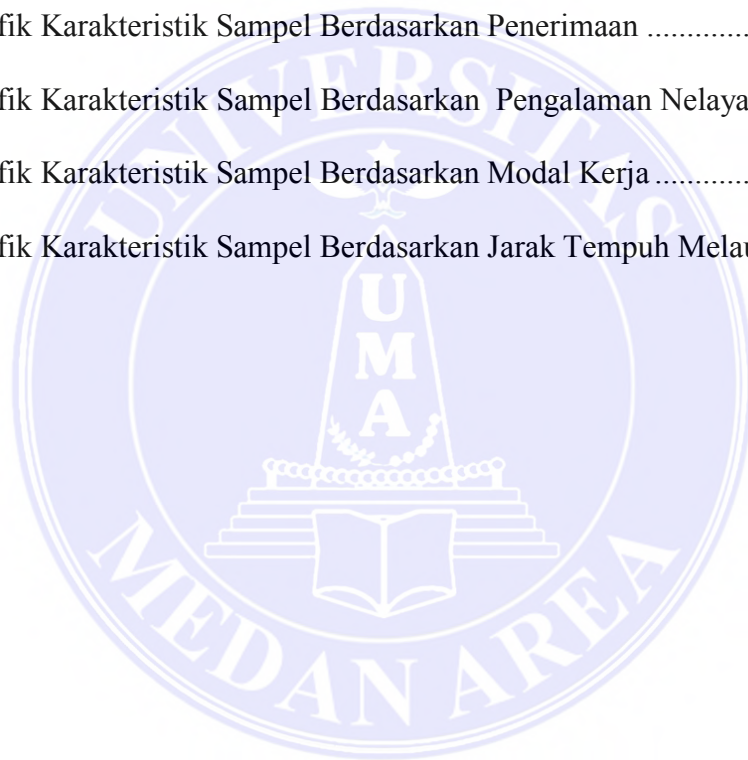 fik Karakteristik Sampel Berdasarkan Penerimaan .............
fik Karakteristik Sampel Berdasarkan Pengalaman Nelaya
fik Karakteristik Sampel Berdasarkan Modal Kerja ............
fik Karakteristik Sampel Berdasarkan Jarak Tempuh Melau
UNIVERSITAS
U
M
A
MEDAN AREA